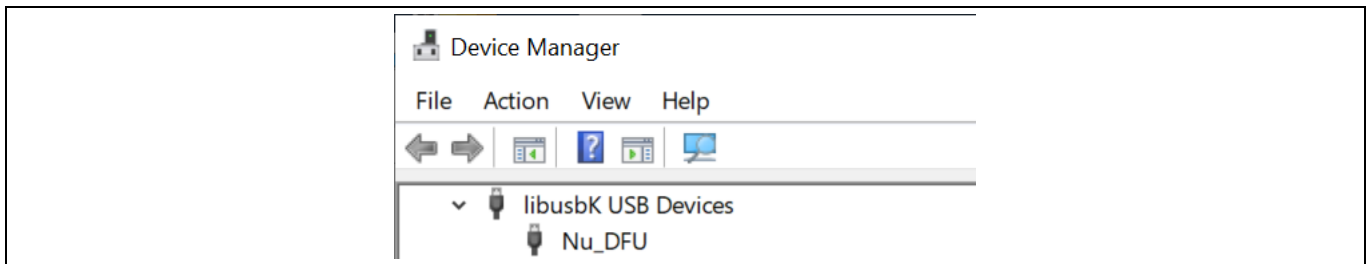 Device Manager
File Action View Help
?
libusbK USB Devices
Nu_DFU